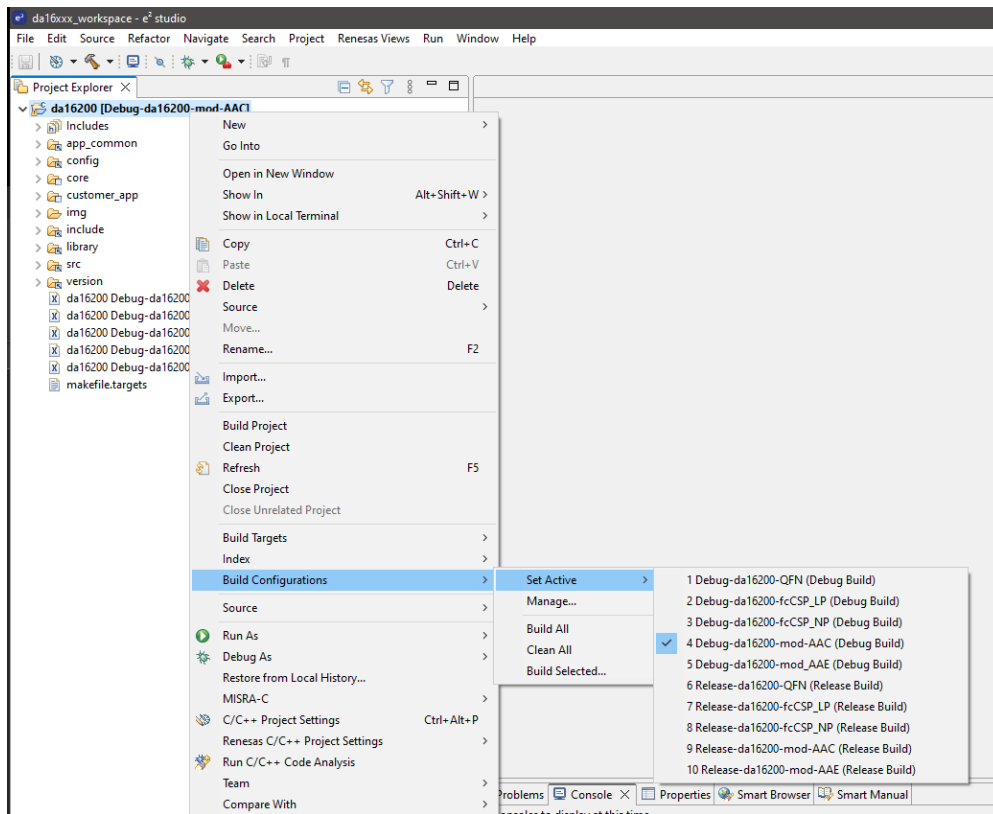 da16xxx_workspace - e² studio
File Edit Source Refactor Navigate Search Project Renesas Views Run Window Help
Project Explorer
da16200 [Debug-da16200-mod-AAC]
Includes
app_common
config
core
customer_app
img
include
library
src
version
da16200 Debug-da16200
da16200 Debug-da16200
da16200 Debug-da16200
da16200 Debug-da16200
da16200 Debug-da16200
makefile.targets
New
Go Into
Open in New Window
Show In Alt+Shift+W >
Show in Local Terminal
Copy Ctrl+C
Paste Ctrl+V
Delete Delete
Source
Move...
Rename... F2
Import...
Export...
Build Project
Clean Project
Refresh F5
Close Project
Close Unrelated Project
Build Targets
Index
Build Configurations
Source
Run As
Debug As
Restore from Local History...
MISRA-C
C/C++ Project Settings Ctrl+Alt+P
Renesas C/C++ Project Settings
Run C/C++ Code Analysis
Team
Compare With
Set Active
Manage...
Build All
Clean All
Build Selected...
1 Debug-da16200-QFN (Debug Build)
2 Debug-da16200-fcCSP_LP (Debug Build)
3 Debug-da16200-fcCSP_NP (Debug Build)
4 Debug-da16200-mod-AAC (Debug Build)
5 Debug-da16200-mod_AAE (Debug Build)
6 Release-da16200-QFN (Release Build)
7 Release-da16200-fcCSP_LP (Release Build)
8 Release-da16200-fcCSP_NP (Release Build)
9 Release-da16200-mod-AAC (Release Build)
10 Release-da16200-mod-AAE (Release Build)
Problems Console Properties Smart Browser Smart Manual